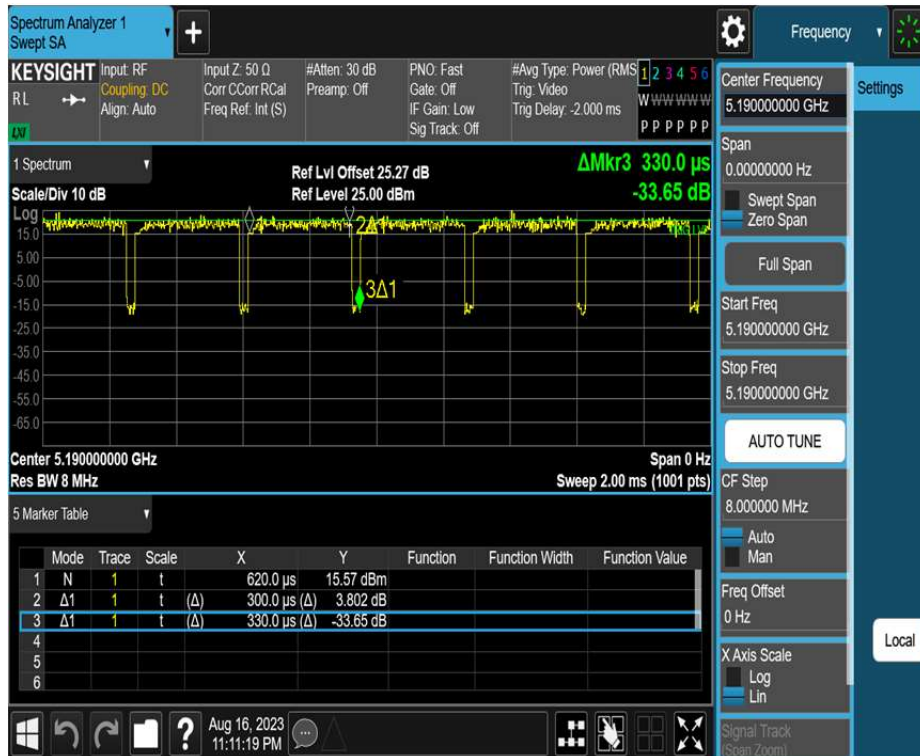 Spectrum Analyzer 1
Swept SA
+
Frequency
KEYSIGHT
RL
LXI
Input: RF
Coupling: DC
Align: Auto
Input Z: 50 Ω
Corr CCorr RCal
Freq Ref: Int (S)
#Atten: 30 dB
Preamp: Off
PNO: Fast
Gate: Off
IF Gain: Low
Sig Track: Off
#Avg Type: Power (RMS
Trig: Video
Trig Delay: -2.000 ms
1 2 3 4 5 6
W W W W W W
P P P P P P
1 Spectrum
Scale/Div 10 dB
Log
Ref Lvl Offset 25.27 dB
Ref Level 25.00 dBm
ΔMkr3 330.0 µs
-33.65 dB
15.0
5.00
-5.00
-15.0
-25.0
-35.0
-45.0
-55.0
-65.0
2Δ1
3Δ1
Center 5.190000000 GHz
Res BW 8 MHz
Span 0 Hz
Sweep 2.00 ms (1001 pts)
5 Marker Table
Mode Trace Scale X Y Function Function Width Function Value
1 N 1 t 620.0 µs 15.57 dBm
2 Δ1 1 t (Δ) 300.0 µs (Δ) 3.802 dB
3 Δ1 1 t (Δ) 330.0 µs (Δ) -33.65 dB
4
5
6
?
Aug 16, 2023
11:11:19 PM
Center Frequency
5.190000000 GHz
Span
0.00000000 Hz
Swept Span
Zero Span
Full Span
Start Freq
5.190000000 GHz
Stop Freq
5.190000000 GHz
AUTO TUNE
CF Step
8.000000 MHz
Auto
Man
Freq Offset
0 Hz
X Axis Scale
Log
Lin
Signal Track
(Span Zoom)
Settings
Local